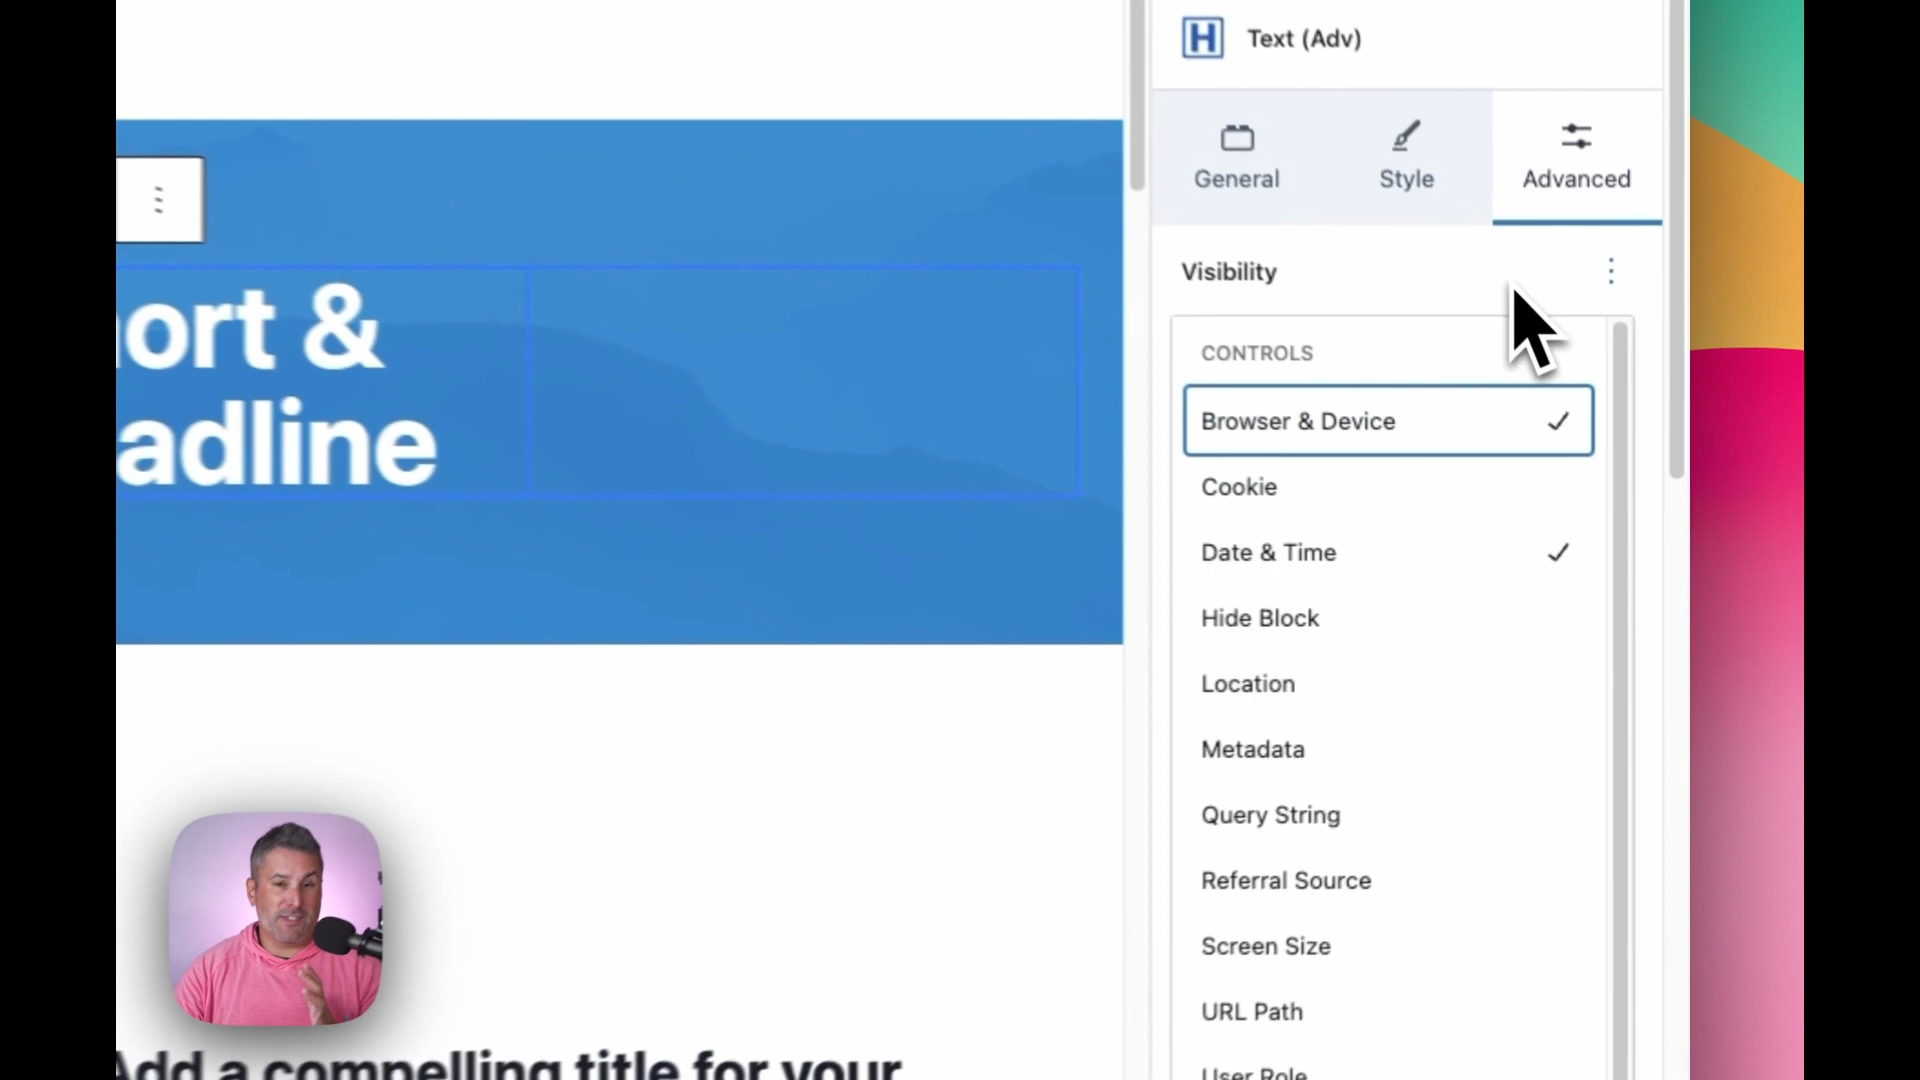 H Text (Adv)
General Style Advanced
Visibility
CONTROLS
Browser & Device
Cookie
Date & Time
Hide Block
Location
Metadata
Query String
Referral Source
Screen Size
URL Path
User Role
ort &
adline
Add a compelling title for your